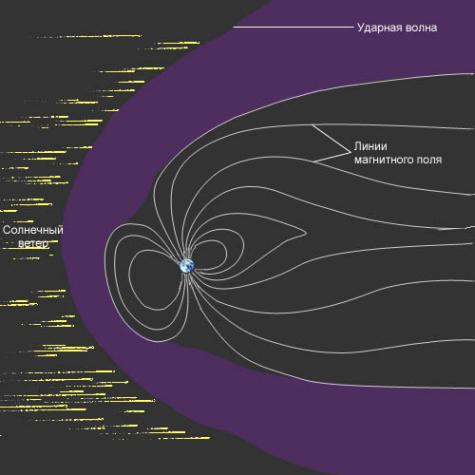 Ударная волна
Линии
магнитного поля
Солнечный
ветер